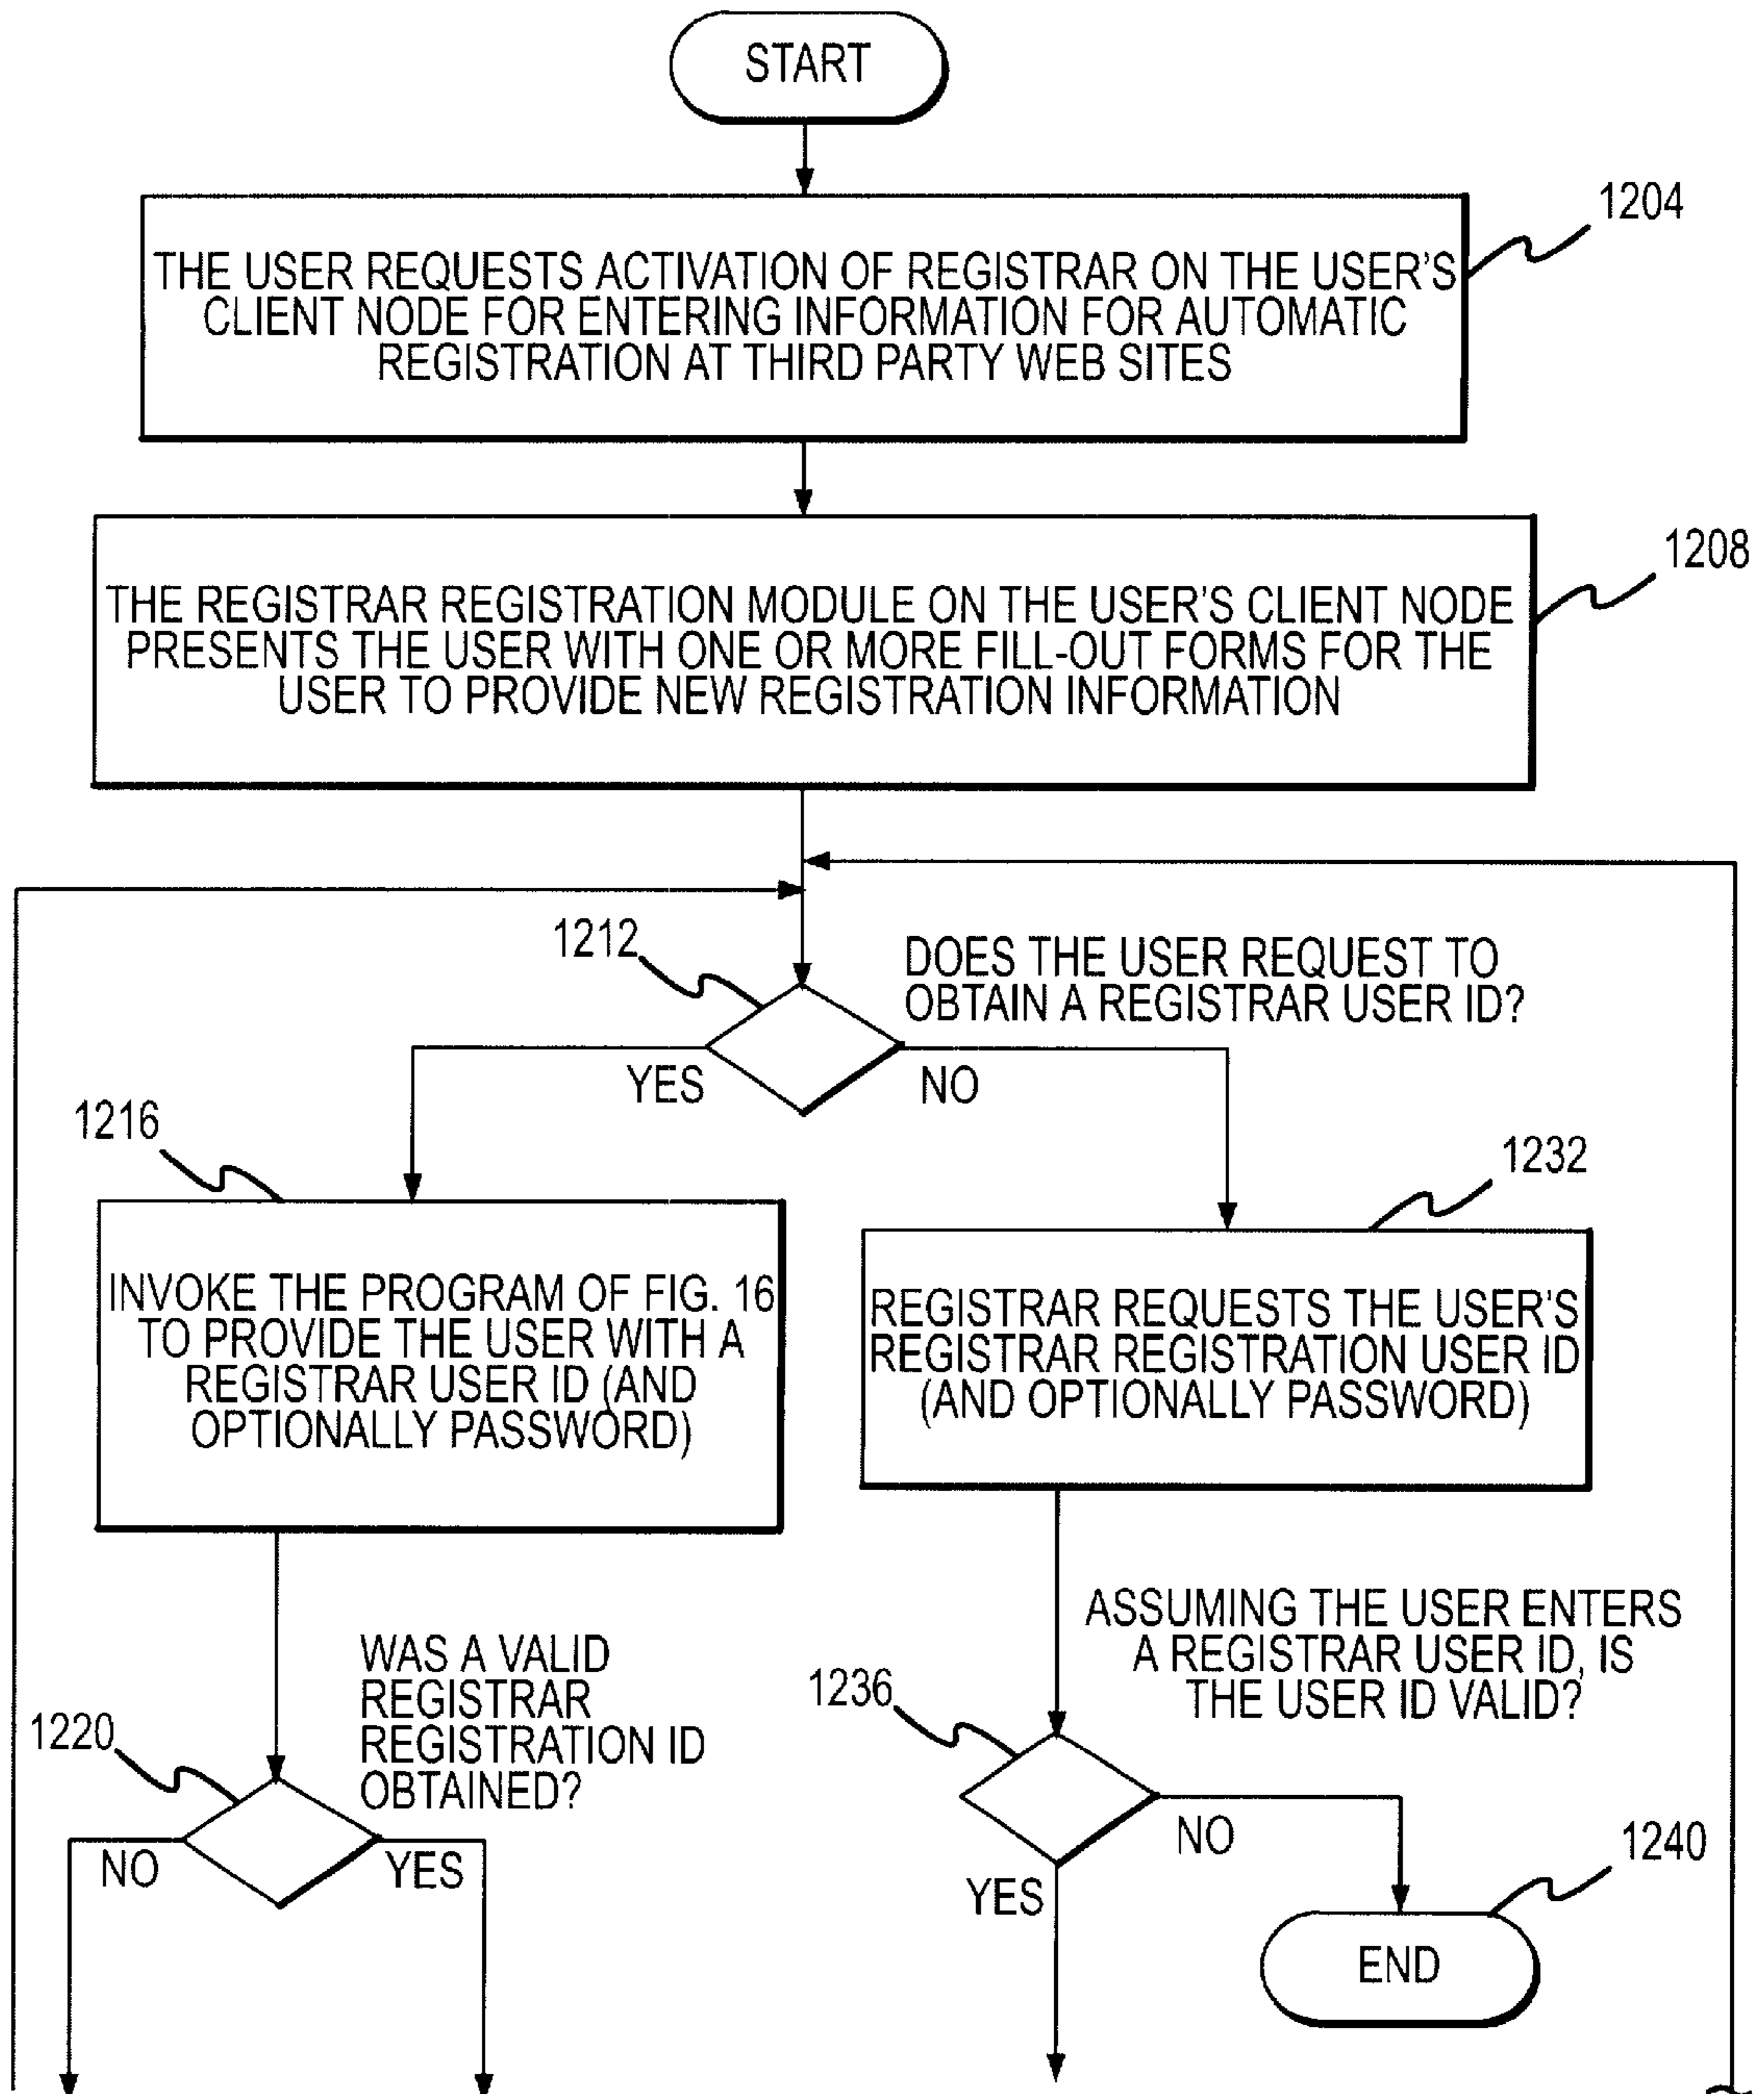 START
1204
THE USER REQUESTS ACTIVATION OF REGISTRAR ON THE USER'S
CLIENT NODE FOR ENTERING INFORMATION FOR AUTOMATIC
REGISTRATION AT THIRD PARTY WEB SITES
1208
THE REGISTRAR REGISTRATION MODULE ON THE USER'S CLIENT NODE
PRESENTS THE USER WITH ONE OR MORE FILL-OUT FORMS FOR THE
USER TO PROVIDE NEW REGISTRATION INFORMATION
1212
DOES THE USER REQUEST TO
OBTAIN A REGISTRAR USER ID?
YES
NO
1216
INVOKE THE PROGRAM OF FIG. 16
TO PROVIDE THE USER WITH A
REGISTRAR USER ID (AND
OPTIONALLY PASSWORD)
1232
REGISTRAR REQUESTS THE USER'S
REGISTRAR REGISTRATION USER ID
(AND OPTIONALLY PASSWORD)
WAS A VALID
REGISTRAR
REGISTRATION ID
OBTAINED?
1220
NO
YES
ASSUMING THE USER ENTERS
A REGISTRAR USER ID, IS
THE USER ID VALID?
1236
NO
YES
1240
END